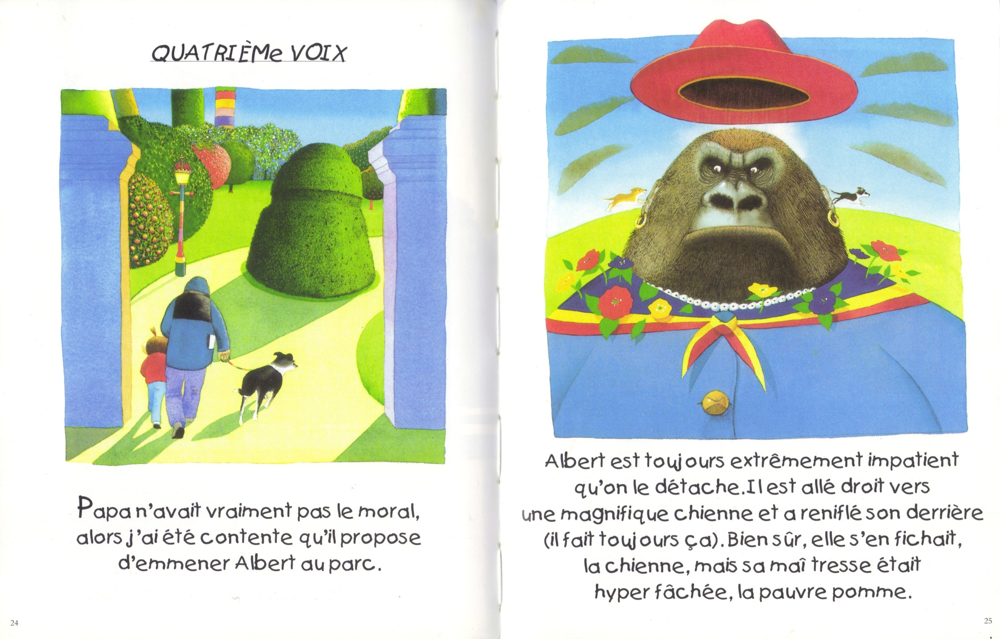 QUATRIÈMe VOIX
Papa n'avait vraiment pas le moral,
alors j'ai été contente qu'il propose
d'emmener Albert au parc.
24
Albert est toujours extrêmement impatient
qu'on le détache. Il est allé droit vers
une magnifique chienne et a reniflé son derrière
(il fait toujours ça). Bien sûr, elle s'en fichait,
la chienne, mais sa maîtresse était
hyper fâchée, la pauvre pomme.
25